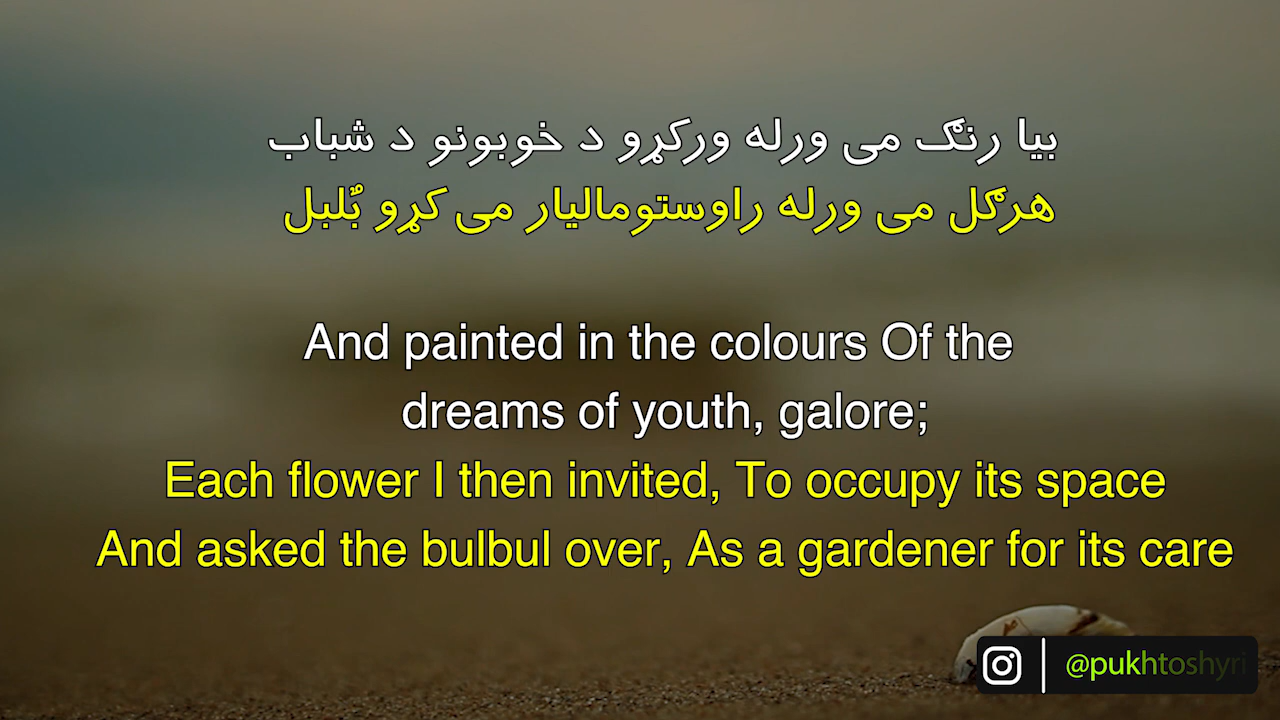 بیا رنګ می ورله ورکړو د خوبونو د شباب
هرګل می ورله راوستومالیار می کړو بُلبل
And painted in the colours Of the
dreams of youth, galore;
Each flower I then invited, To occupy its space
And asked the bulbul over, As a gardener for its care
@pukhtoshyri